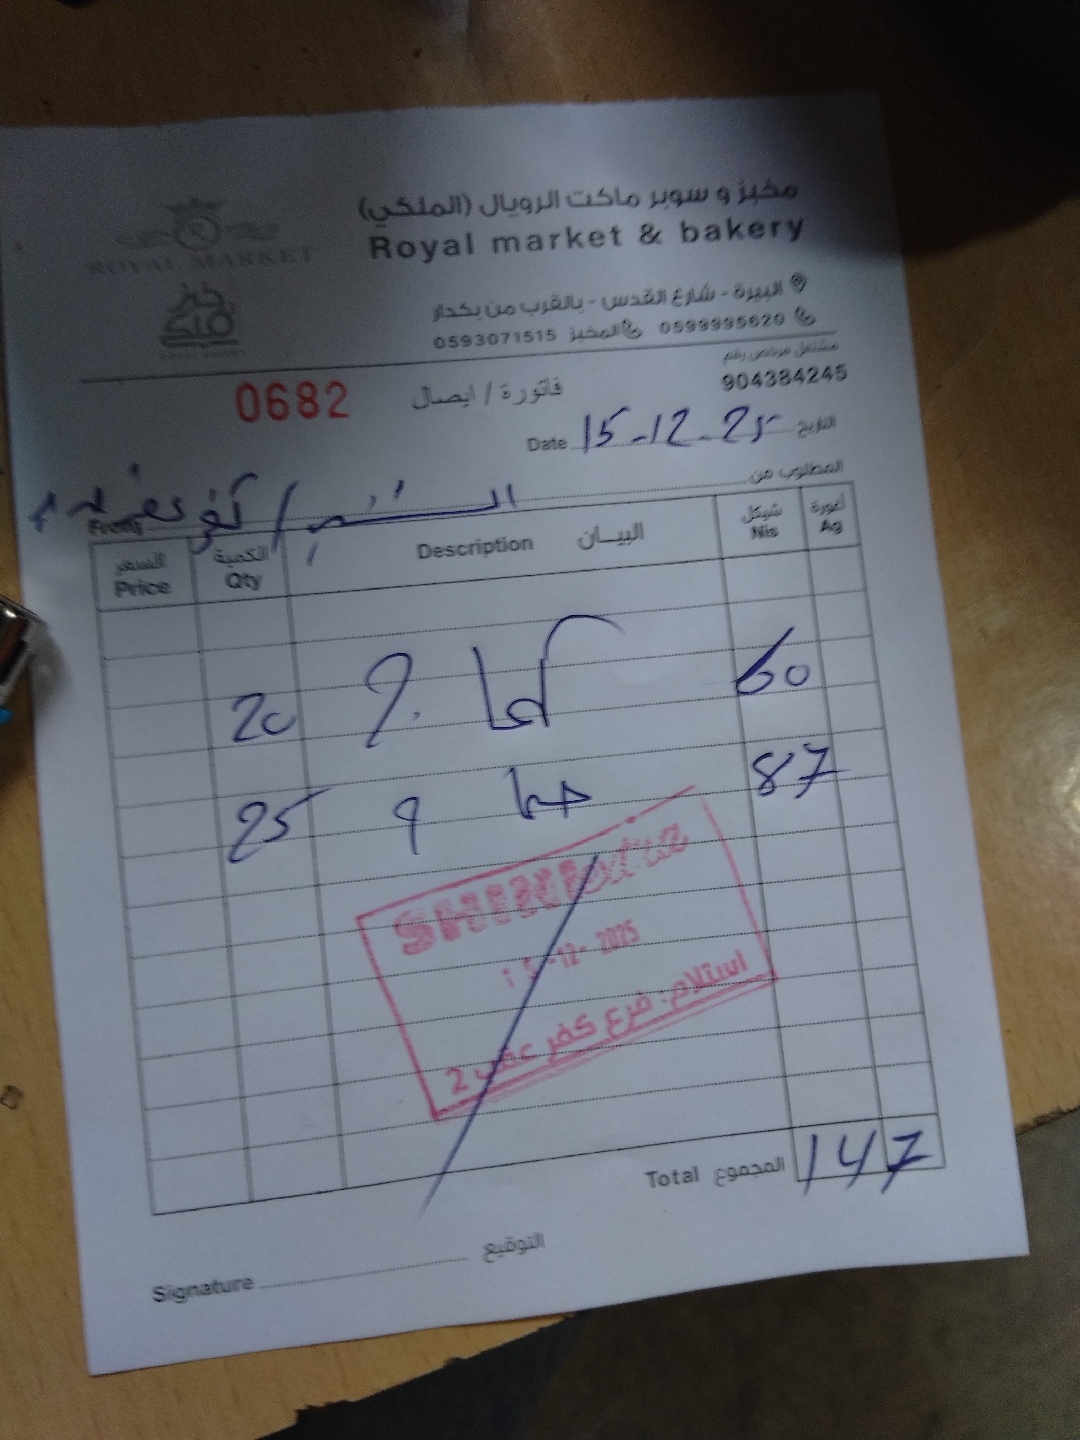 ROYAL MARKET
مخبز و سوبر ماكت الرويال (الملكي)
Royal market & bakery
البيرة - شارع القدس - بالقرب من بكدار
0599995620 المخبز 0593071515
مشتغل مرخص رقم
904384245
فاتورة / ايصال
0682
التاريخ 15-12-25 Date
المطلوب من
From
السعر الكمية البيـــان شيكل أغورة
Price Qty Description Nis Ag
20 60
25 87
15-12-2025
استلام: فرع كفر عقب 2
Total المجموع 147
Signature التوقيع